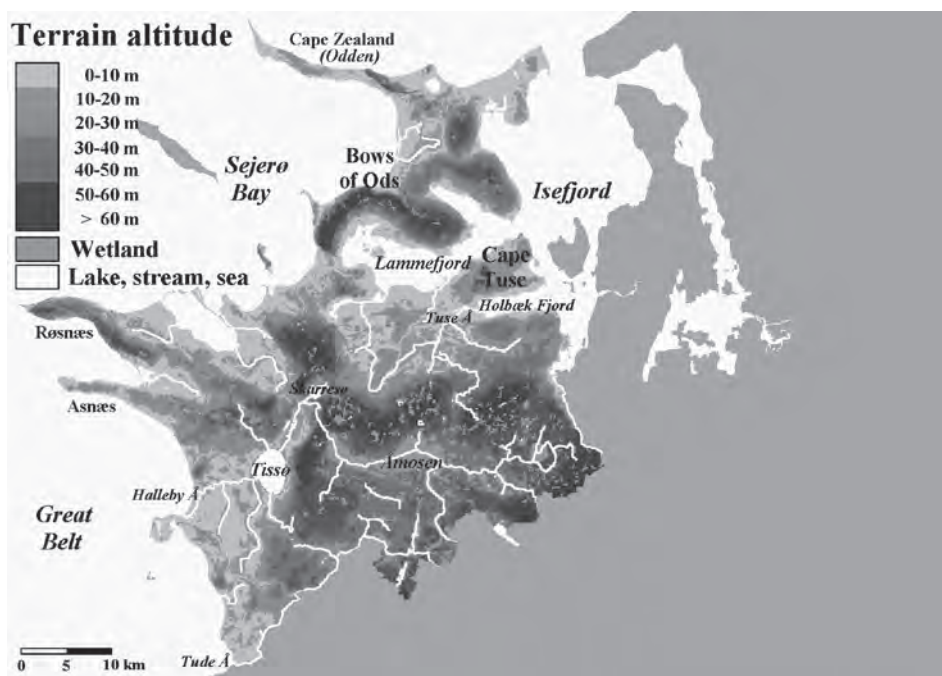 Terrain altitude
0-10 m
10-20 m
20-30 m
30-40 m
40-50 m
50-60 m
> 60 m
Wetland
Lake, stream, sea
Cape Zealand
(Odden)
Sejerø
Bay
Bows
of Ods
Isefjord
Lammefjord
Cape
Tuse
Holbæk Fjord
Tuse Å
Røsnæs
Asnæs
Skarresø
Tissø
Åmosen
Halleby Å
Great
Belt
Tude Å
0 5 10 km